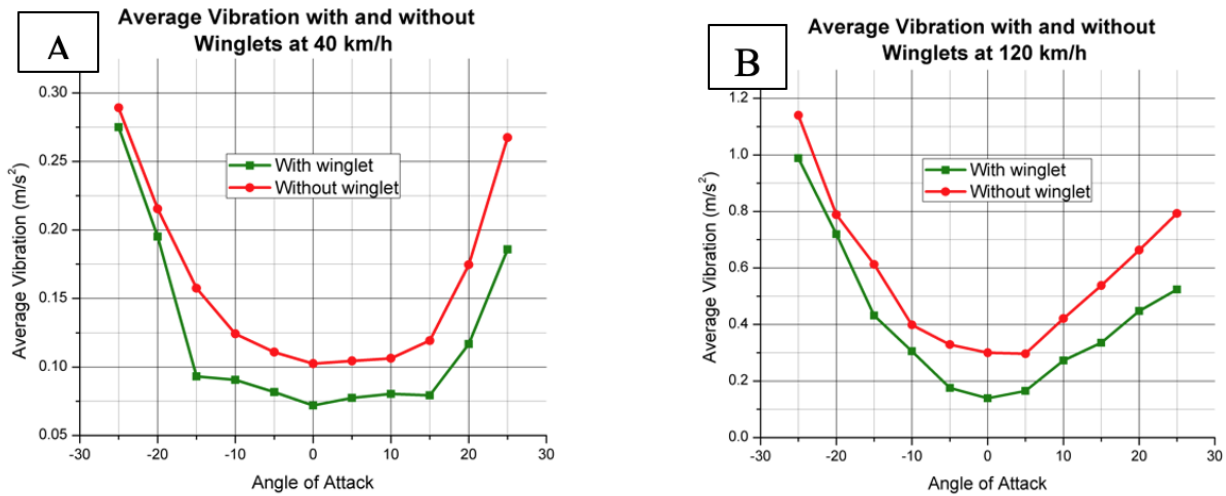 A
Average Vibration with and without
Winglets at 40 km/h
0.30
0.25
0.20
0.15
0.10
0.05
Average Vibration (m/s²)
With winglet
Without winglet
-30
-20
-10
0
10
20
30
Angle of Attack
B
Average Vibration with and without
Winglets at 120 km/h
1.2
1.0
0.8
0.6
0.4
0.2
0.0
Average Vibration (m/s²)
With winglet
Without winglet
-30
-20
-10
0
10
20
30
Angle of Attack